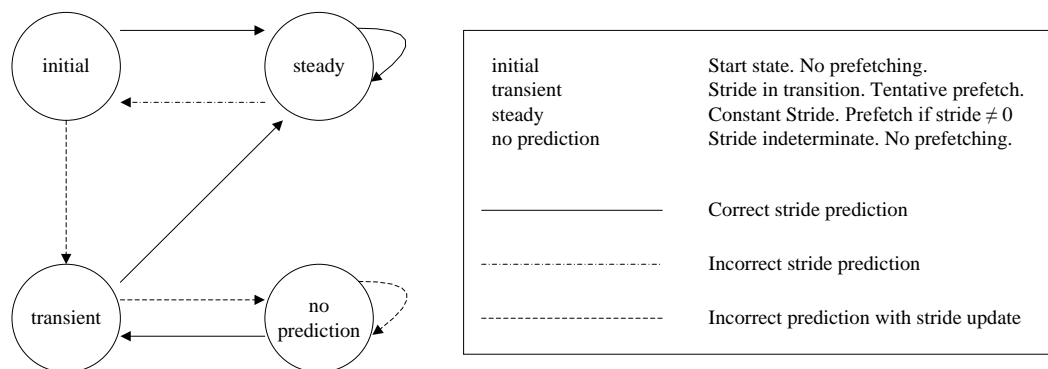 initial
steady
transient
no
prediction
initial Start state. No prefetching.
transient Stride in transition. Tentative prefetch.
steady Constant Stride. Prefetch if stride ≠ 0
no prediction Stride indeterminate. No prefetching.
Correct stride prediction
Incorrect stride prediction
Incorrect prediction with stride update